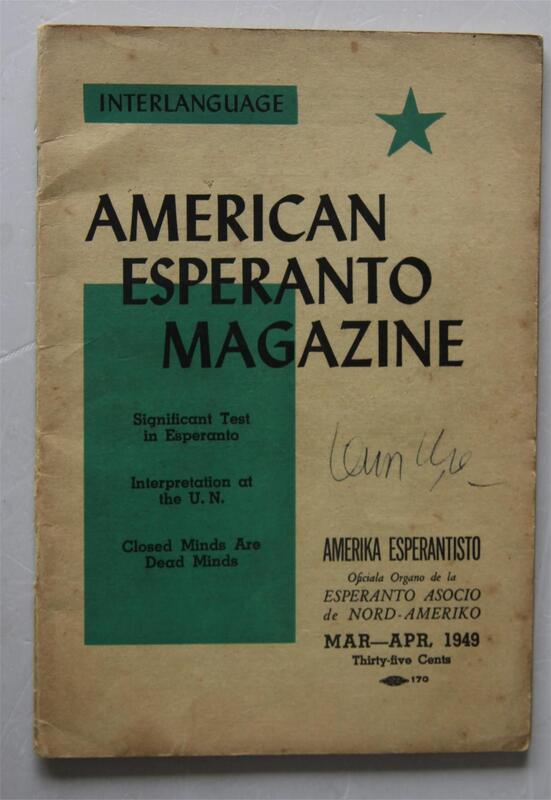 INTERLANGUAGE
AMERICAN
ESPERANTO
MAGAZINE
Significant Test
in Esperanto
Interpretation at
the U. N.
Closed Minds Are
Dead Minds
AMERIKA ESPERANTISTO
Oficiala Organo de la
ESPERANTO ASOCIO
de NORD-AMERIKO
MAR—APR, 1949
Thirty-five Cents
170